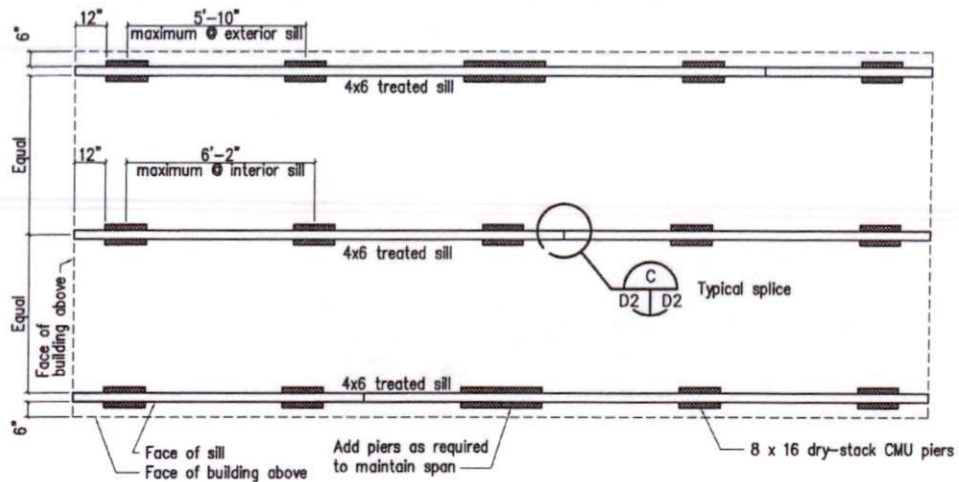 12"
5'-10"
maximum @ exterior sill
6"
4x6 treated sill
Equal
12"
6'-2"
maximum @ interior sill
4x6 treated sill
C
D2 D2
Typical splice
Equal
Face of
building above
4x6 treated sill
6"
Face of sill
Face of building above
Add piers as required
to maintain span
8 x 16 dry-stack CMU piers